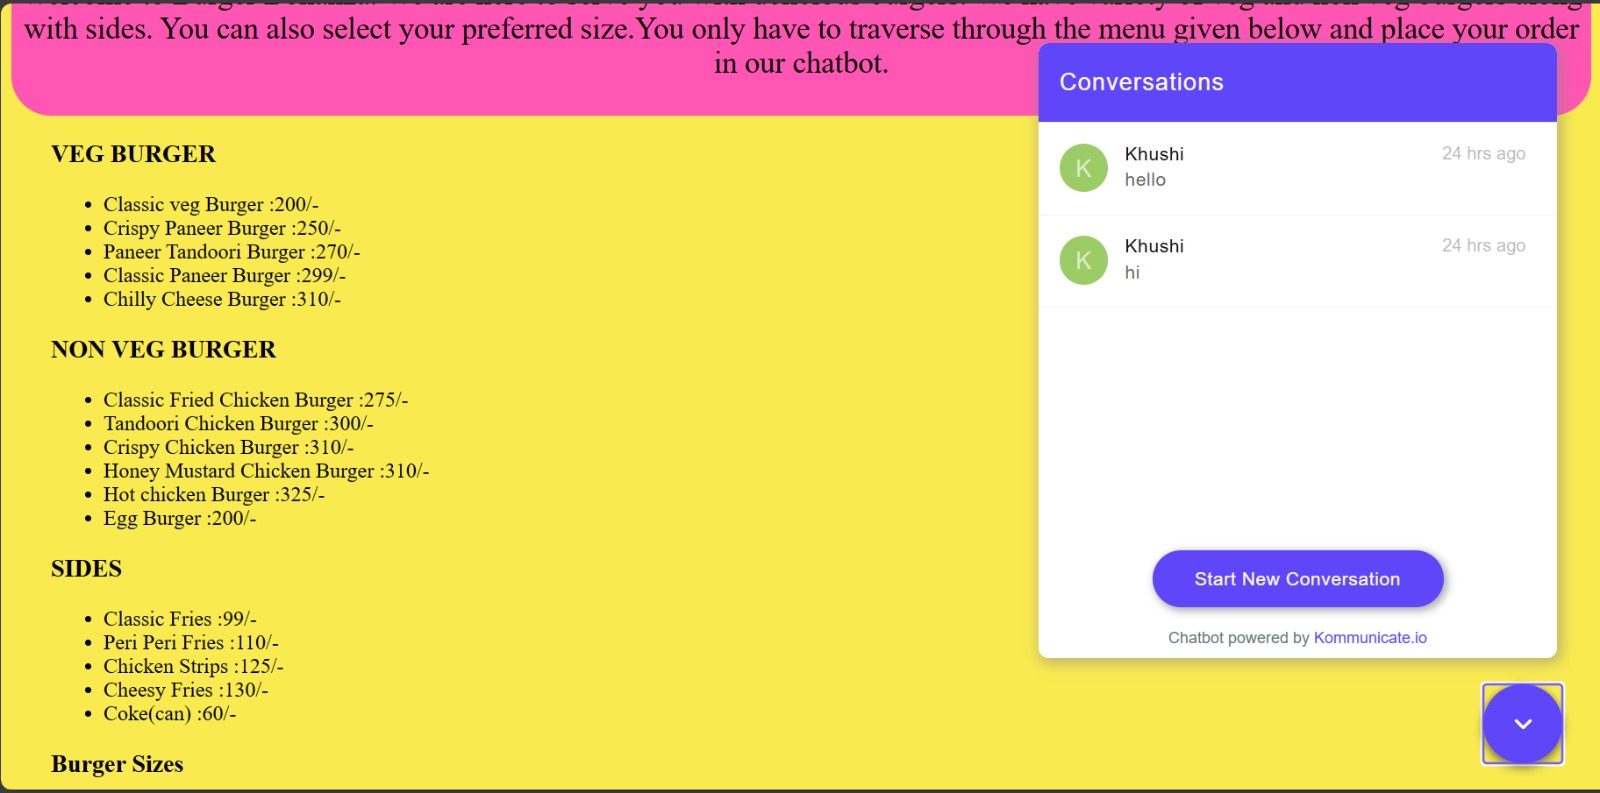 with sides. You can also select your preferred size.You only have to traverse through the menu given below and place your order
in our chatbot.
VEG BURGER
Classic veg Burger :200/-
Crispy Paneer Burger :250/-
Paneer Tandoori Burger :270/-
Classic Paneer Burger :299/-
Chilly Cheese Burger :310/-
NON VEG BURGER
Classic Fried Chicken Burger :275/-
Tandoori Chicken Burger :300/-
Crispy Chicken Burger :310/-
Honey Mustard Chicken Burger :310/-
Hot chicken Burger :325/-
Egg Burger :200/-
SIDES
Classic Fries :99/-
Peri Peri Fries :110/-
Chicken Strips :125/-
Cheesy Fries :130/-
Coke(can) :60/-
Burger Sizes
Conversations
K
Khushi
24 hrs ago
hello
K
Khushi
24 hrs ago
hi
Start New Conversation
Chatbot powered by Kommunicate.io